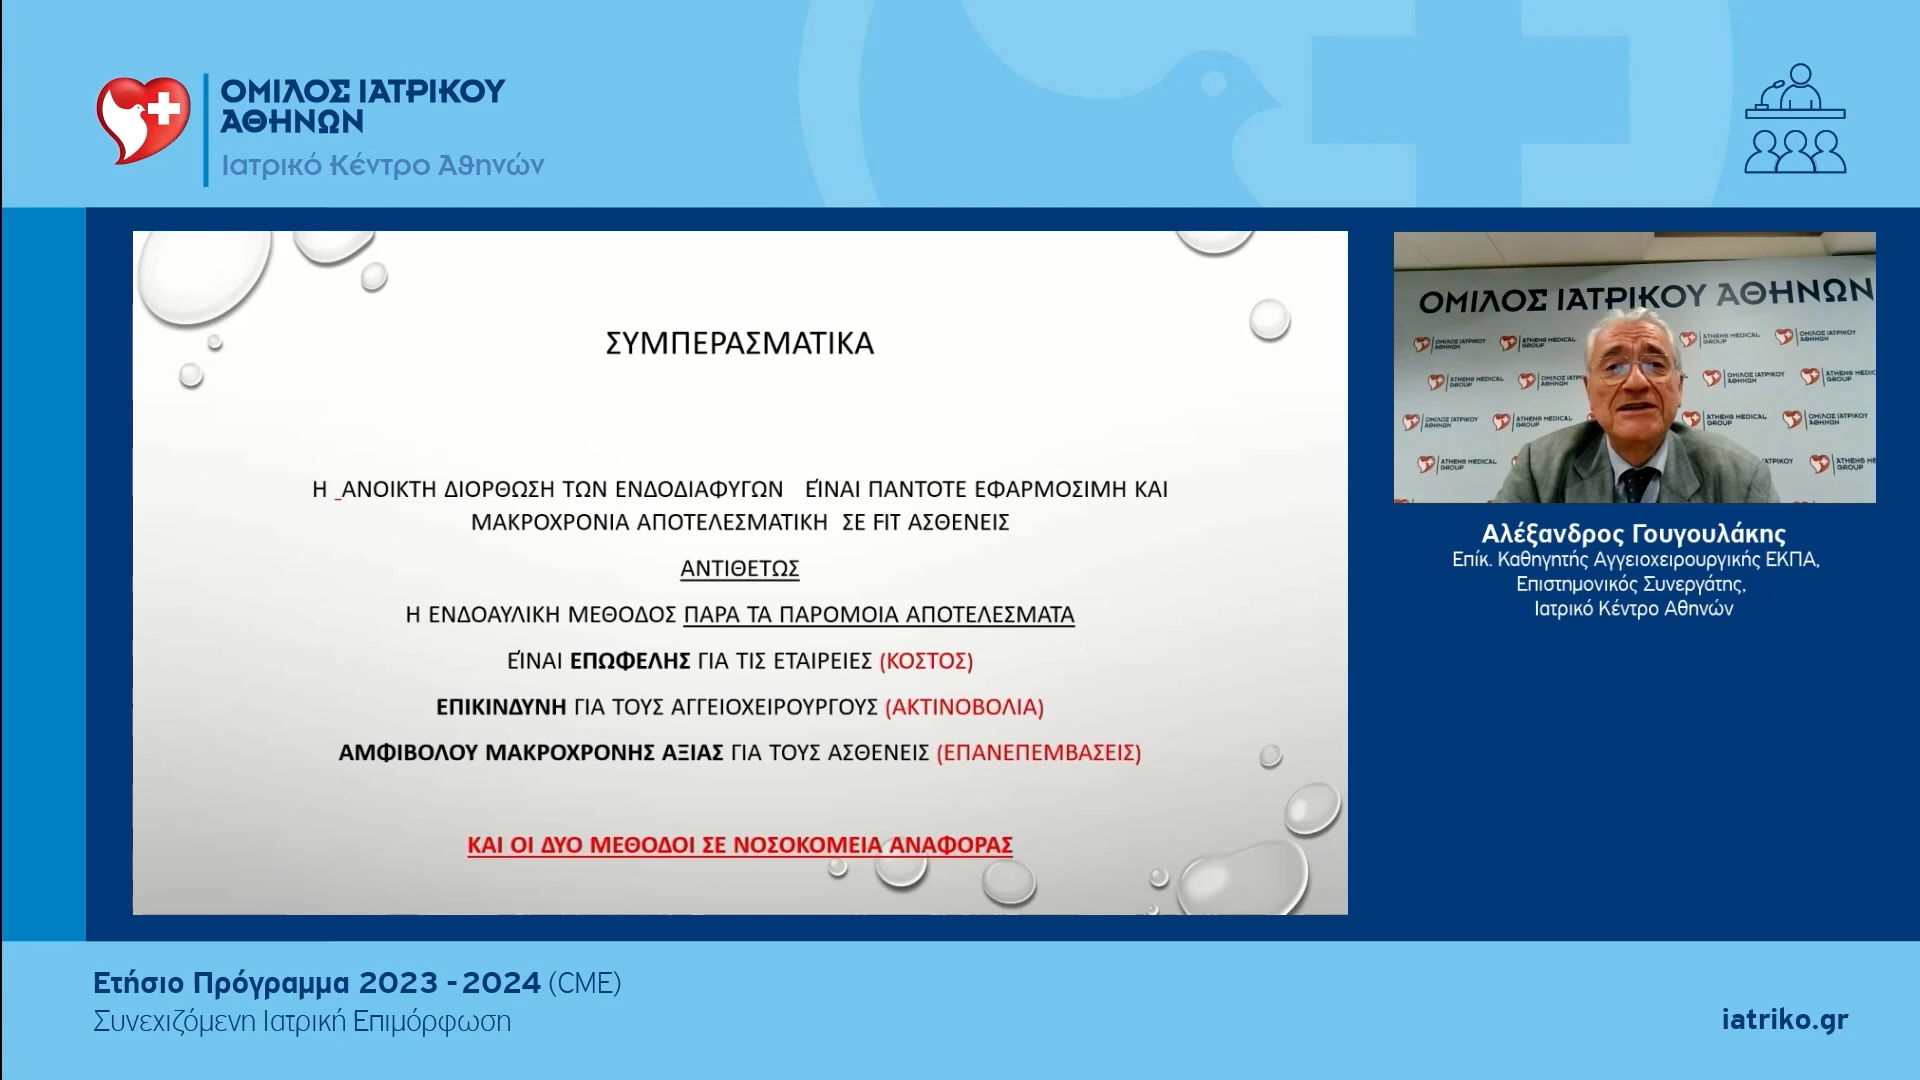 ΟΜΙΛΟΣ ΙΑΤΡΙΚΟΥ
ΑΘΗΝΩΝ
Ιατρικό Κέντρο Αθηνών
ΣΥΜΠΕΡΑΣΜΑΤΙΚΑ
Η _ΑΝΟΙΚΤΗ ΔΙΟΡΘΩΣΗ ΤΩΝ ΕΝΔΟΔΙΑΦΥΓΩΝ ΕΊΝΑΙ ΠΑΝΤΟΤΕ ΕΦΑΡΜΟΣΙΜΗ ΚΑΙ
ΜΑΚΡΟΧΡΟΝΙΑ ΑΠΟΤΕΛΕΣΜΑΤΙΚΗ ΣΕ FIT ΑΣΘΕΝΕΙΣ
ΑΝΤΙΘΕΤΩΣ
Η ΕΝΔΟΑΥΛΙΚΗ ΜΕΘΟΔΟΣ ΠΑΡΑ ΤΑ ΠΑΡΟΜΟΙΑ ΑΠΟΤΕΛΕΣΜΑΤΑ
ΕΊΝΑΙ ΕΠΩΦΕΛΗΣ ΓΙΑ ΤΙΣ ΕΤΑΙΡΕΙΕΣ (ΚΟΣΤΟΣ)
ΕΠΙΚΙΝΔΥΝΗ ΓΙΑ ΤΟΥΣ ΑΓΓΕΙΟΧΕΙΡΟΥΡΓΟΥΣ (ΑΚΤΙΝΟΒΟΛΙΑ)
ΑΜΦΙΒΟΛΟΥ ΜΑΚΡΟΧΡΟΝΗΣ ΑΞΙΑΣ ΓΙΑ ΤΟΥΣ ΑΣΘΕΝΕΙΣ (ΕΠΑΝΕΠΕΜΒΑΣΕΙΣ)
ΚΑΙ ΟΙ ΔΥΟ ΜΕΘΟΔΟΙ ΣΕ ΝΟΣΟΚΟΜΕΙΑ ΑΝΑΦΟΡΑΣ
ΟΜΙΛΟΣ ΙΑΤΡΙΚΟΥ ΑΘΗΝΩΝ
Αλέξανδρος Γουγουλάκης
Επίκ. Καθηγητής Αγγειοχειρουργικής ΕΚΠΑ,
Επιστημονικός Συνεργάτης,
Ιατρικό Κέντρο Αθηνών
Ετήσιο Πρόγραμμα 2023 - 2024 (CME)
Συνεχιζόμενη Ιατρική Επιμόρφωση
iatriko.gr